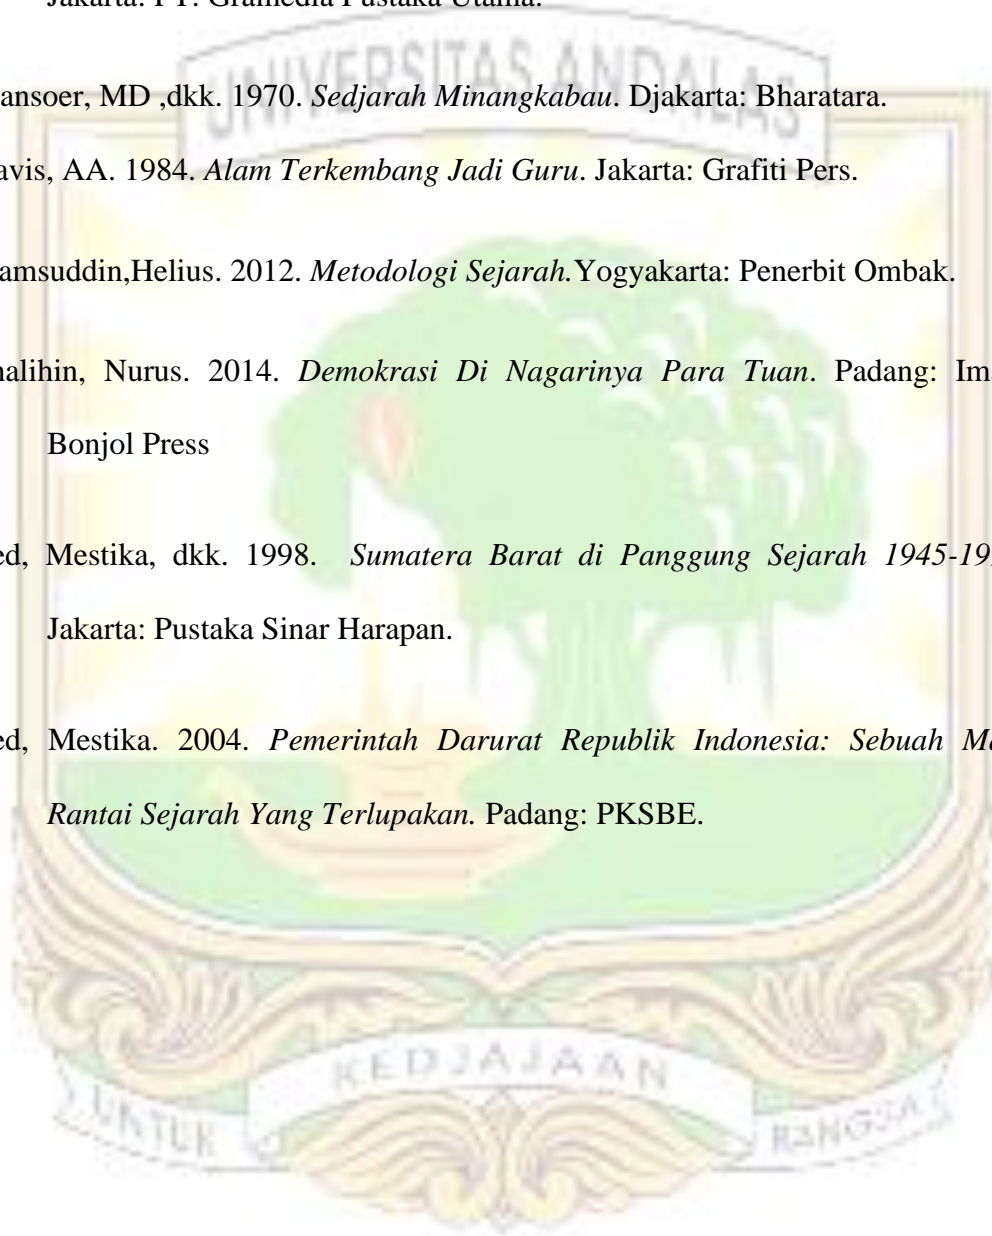 Jakarta: PT. Gramedia Pustaka Utama.
UNIVERSITAS ANDALAS
ansoer, MD ,dkk. 1970. Sedjarah Minangkabau. Djakarta: Bharatara.
avis, AA. 1984. Alam Terkembang Jadi Guru. Jakarta: Grafiti Pers.
amsuddin,Helius. 2012. Metodologi Sejarah.Yogyakarta: Penerbit Ombak.
halihin, Nurus. 2014. Demokrasi Di Nagarinya Para Tuan. Padang: Im
Bonjol Press
ed, Mestika, dkk. 1998. Sumatera Barat di Panggung Sejarah 1945-19
Jakarta: Pustaka Sinar Harapan.
ed, Mestika. 2004. Pemerintah Darurat Republik Indonesia: Sebuah M
Rantai Sejarah Yang Terlupakan. Padang: PKSBE.
KEDJAJAAN
UNTUK BANGSA